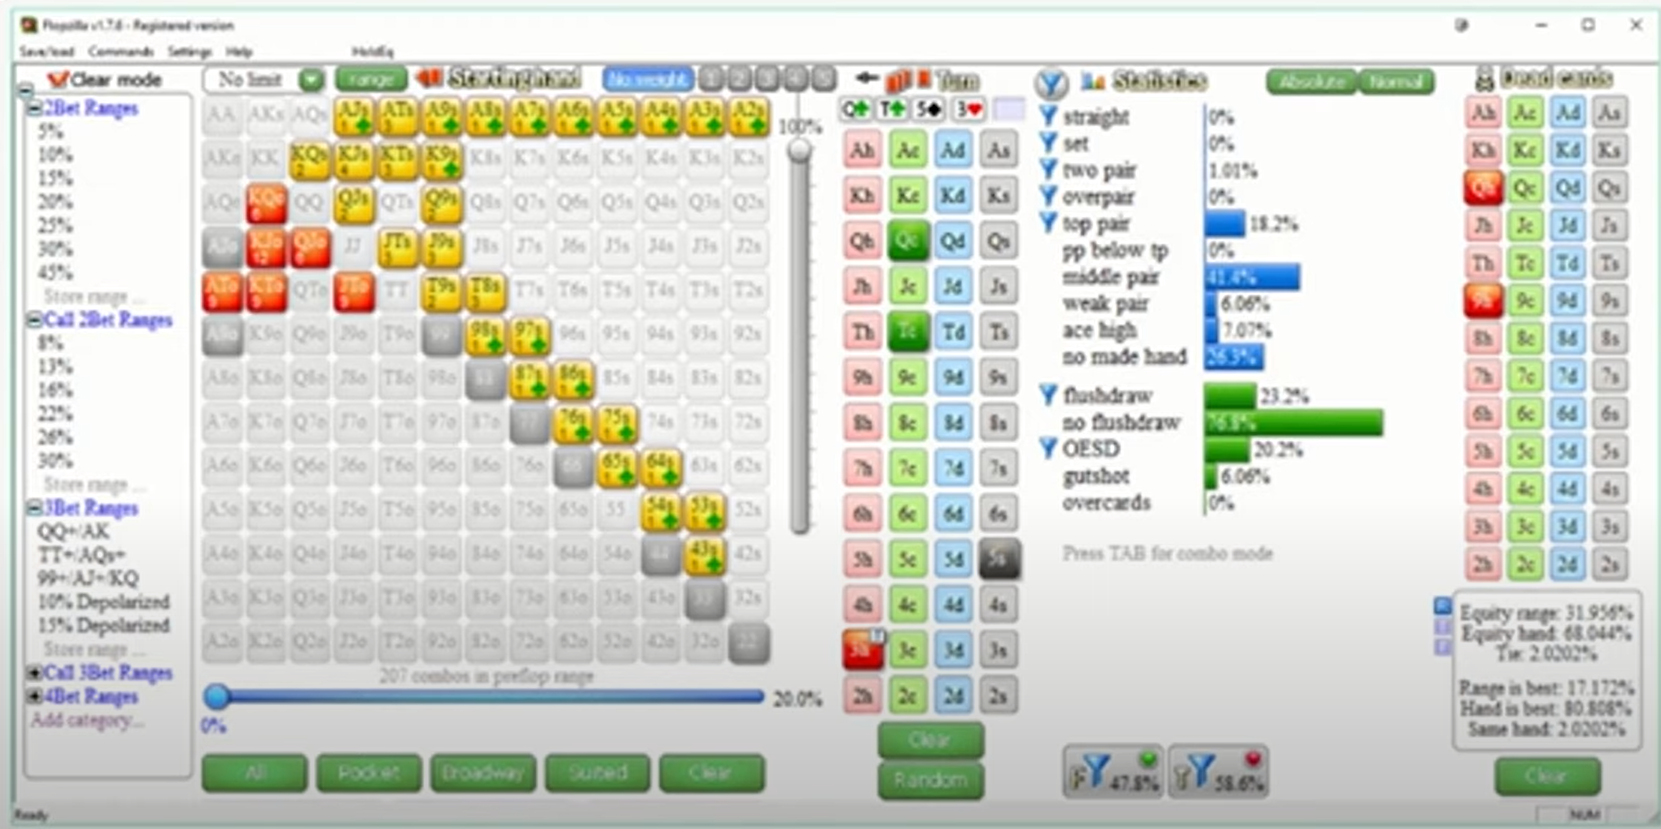 Flopzilla v1.7.6 - Registered version
Save/load Commands Settings Help HoldEq
Clear mode
2Bet Ranges
5%
10%
15%
20%
25%
30%
45%
Store range ...
Call 2Bet Ranges
8%
13%
16%
22%
26%
30%
Store range ...
3Bet Ranges
QQ+/AK
TT+/AQs+
99+/AJ+/KQ
10% Depolarized
15% Depolarized
Store range ...
Call 3Bet Ranges
4Bet Ranges
Add category...
Ready
No limit range Starting hand No weight 1 2 3 4 5
AA AKs AQs AJs ATs A9s A8s A7s A6s A5s A4s A3s A2s
AKo KK KQs KJs KTs K9s K8s K7s K6s K5s K4s K3s K2s
AQo KQo QQ QJs QTs Q9s Q8s Q7s Q6s Q5s Q4s Q3s Q2s
AJo KJo QJo JJ JTs J9s J8s J7s J6s J5s J4s J3s J2s
ATo KTo QTo JTo TT T9s T8s T7s T6s T5s T4s T3s T2s
A9o K9o Q9o J9o T9o 99 98s 97s 96s 95s 94s 93s 92s
A8o K8o Q8o J8o T8o 98o 88 87s 86s 85s 84s 83s 82s
A7o K7o Q7o J7o T7o 97o 87o 77 76s 75s 74s 73s 72s
A6o K6o Q6o J6o T6o 96o 86o 76o 66 65s 64s 63s 62s
A5o K5o Q5o J5o T5o 95o 85o 75o 65o 55 54s 53s 52s
A4o K4o Q4o J4o T4o 94o 84o 74o 64o 54o 44 43s 42s
A3o K3o Q3o J3o T3o 93o 83o 73o 63o 53o 43o 33 32s
A2o K2o Q2o J2o T2o 92o 82o 72o 62o 52o 42o 32o 22
100%
207 combos in preflop range
20.0%
0%
All Pocket Broadway Suited Clear
Turn
Q♣ T♣ 5♠ 3♥
Ah Ac Ad As
Kh Kc Kd Ks
Qh Qc Qd Qs
Jh Jc Jd Js
Th Tc Td Ts
9h 9c 9d 9s
8h 8c 8d 8s
7h 7c 7d 7s
6h 6c 6d 6s
5h 5c 5d 5s
4h 4c 4d 4s
3h 3c 3d 3s
2h 2c 2d 2s
Clear
Random
Statistics Absolute Normal
straight 0%
set 0%
two pair 1.01%
overpair 0%
top pair 18.2%
pp below tp 0%
middle pair 41.4%
weak pair 6.06%
ace high 7.07%
no made hand 26.3%
flushdraw 23.2%
no flushdraw 76.8%
OESD 20.2%
gutshot 6.06%
overcards 0%
Press TAB for combo mode
F 47.8% T 58.6%
Dead cards
Ah Ac Ad As
Kh Kc Kd Ks
Qh Qc Qd Qs
Jh Jc Jd Js
Th Tc Td Ts
9h 9c 9d 9s
8h 8c 8d 8s
7h 7c 7d 7s
6h 6c 6d 6s
5h 5c 5d 5s
4h 4c 4d 4s
3h 3c 3d 3s
2h 2c 2d 2s
Equity range: 31.956%
Equity hand: 68.044%
Tie: 2.0202%
Range is best: 17.172%
Hand is best: 80.808%
Same hand: 2.0202%
Clear
NUM